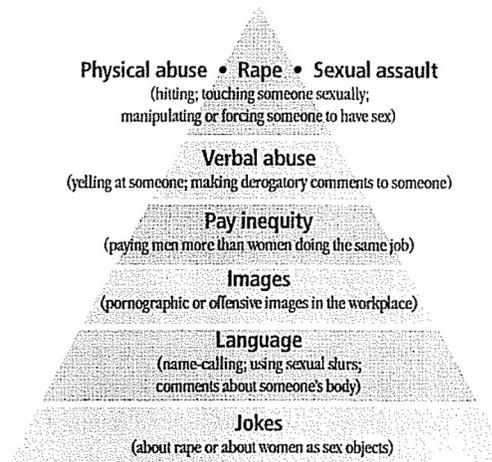 Physical abuse • Rape • Sexual assault
(hitting; touching someone sexually;
manipulating or forcing someone to have sex)
Verbal abuse
(yelling at someone; making derogatory comments to someone)
Pay inequity
(paying men more than women doing the same job)
Images
(pornographic or offensive images in the workplace)
Language
(name-calling; using sexual slurs;
comments about someone's body)
Jokes
(about rape or about women as sex objects)